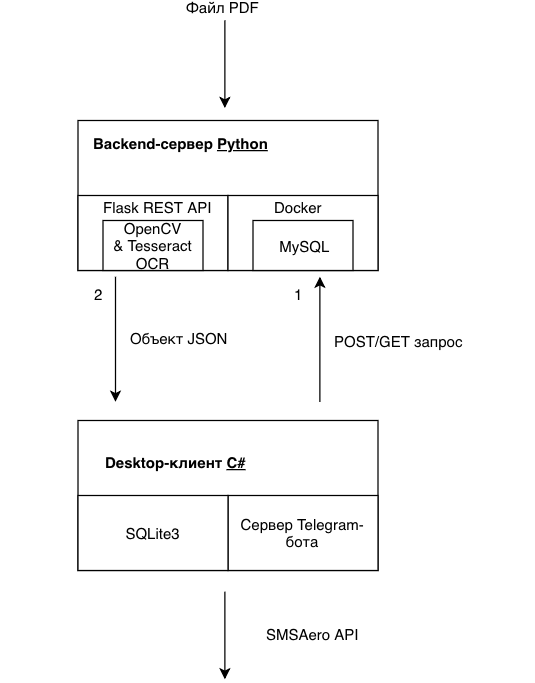 Файл PDF
Backend-сервер Python
Flask REST API
Docker
OpenCV
& Tesseract
OCR
MySQL
2
1
Объект JSON
POST/GET запрос
Desktop-клиент C#
SQLite3
Сервер Telegram-
бота
SMSAero API